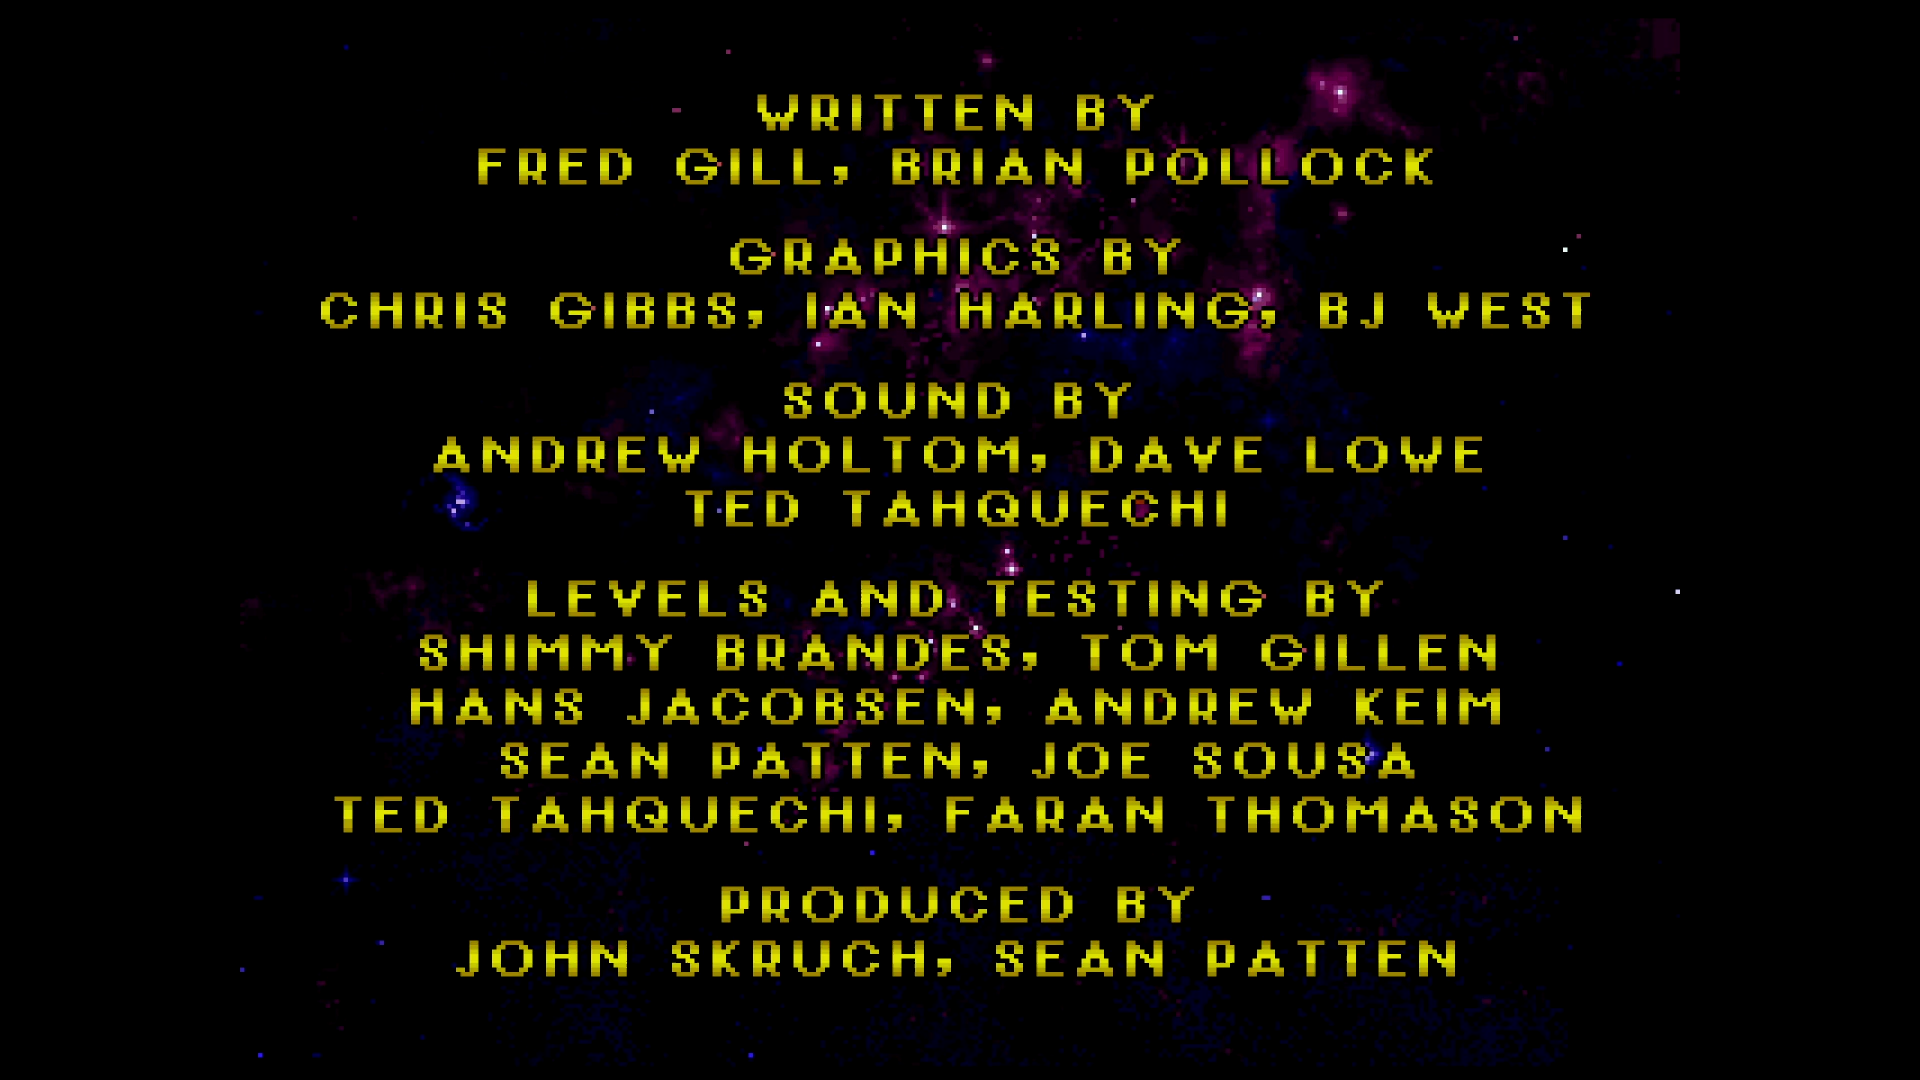 WRITTEN BY
FRED GILL, BRIAN POLLOCK
GRAPHICS BY
CHRIS GIBBS, IAN HARLING, BJ WEST
SOUND BY
ANDREW HOLTOM, DAVE LOWE
TED TAHQUECHI
LEVELS AND TESTING BY
SHIMMY BRANDES, TOM GILLEN
HANS JACOBSEN, ANDREW KEIM
SEAN PATTEN, JOE SOUSA
TED TAHQUECHI, FARAN THOMASON
PRODUCED BY
JOHN SKRUCH, SEAN PATTEN